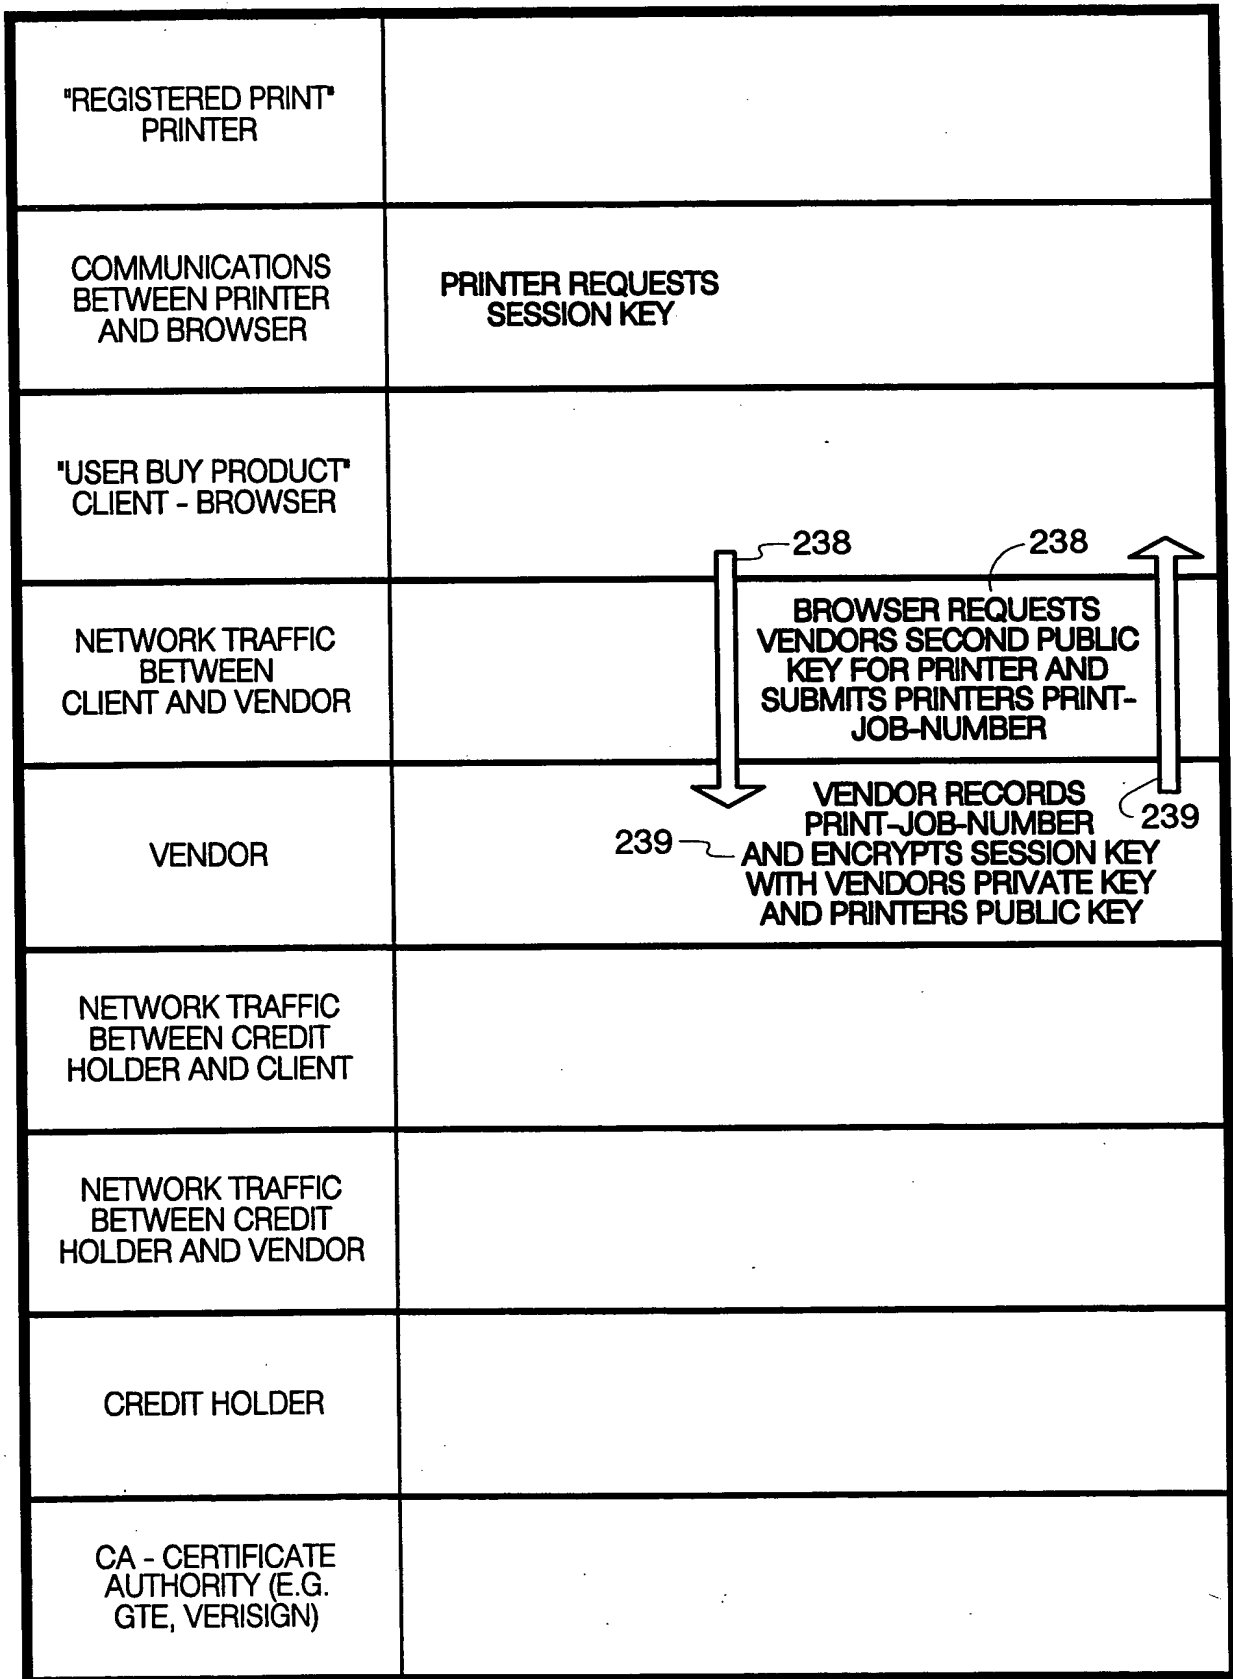 "REGISTERED PRINT"
PRINTER
COMMUNICATIONS
BETWEEN PRINTER
AND BROWSER
PRINTER REQUESTS
SESSION KEY
"USER BUY PRODUCT"
CLIENT - BROWSER
238
238
NETWORK TRAFFIC
BETWEEN
CLIENT AND VENDOR
BROWSER REQUESTS
VENDORS SECOND PUBLIC
KEY FOR PRINTER AND
SUBMITS PRINTERS PRINT-
JOB-NUMBER
VENDOR
239
VENDOR RECORDS
PRINT-JOB-NUMBER
AND ENCRYPTS SESSION KEY
WITH VENDORS PRIVATE KEY
AND PRINTERS PUBLIC KEY
239
NETWORK TRAFFIC
BETWEEN CREDIT
HOLDER AND CLIENT
NETWORK TRAFFIC
BETWEEN CREDIT
HOLDER AND VENDOR
CREDIT HOLDER
CA - CERTIFICATE
AUTHORITY (E.G.
GTE, VERISIGN)